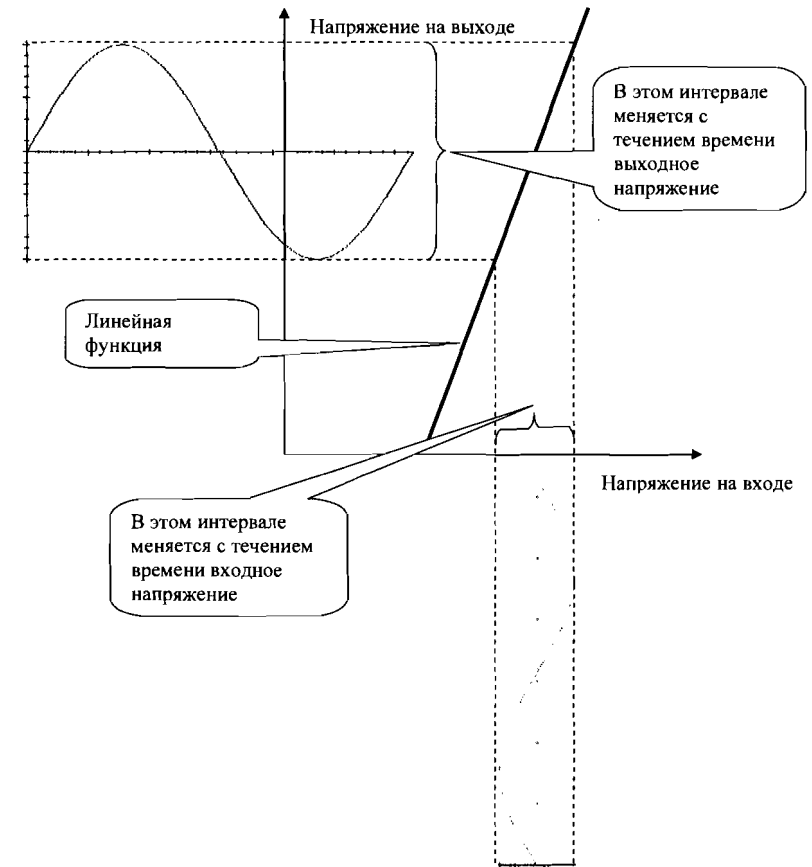 Напряжение на выходе
В этом интервале
меняется с
течением времени
выходное
напряжение
Линейная
функция
Напряжение на входе
В этом интервале
меняется с течением
времени входное
напряжение